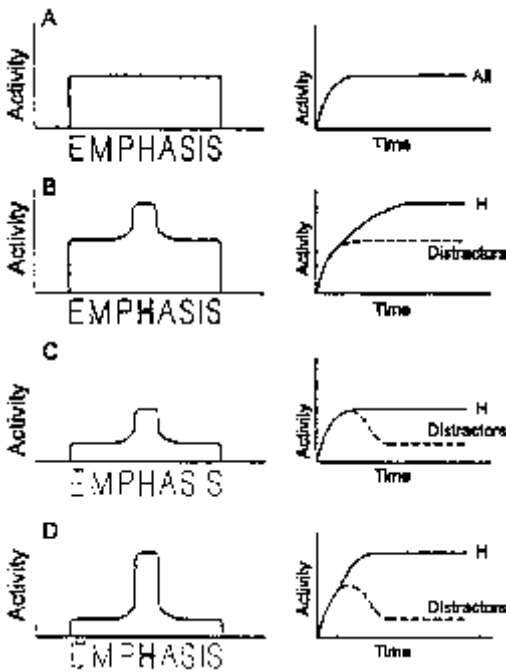 A
Activity
EMPHASIS
Activity
All
Time
B
Activity
EMPHASIS
Activity
H
Distractors
Time
C
Activity
EMPHASIS
Activity
H
Distractors
Time
D
Activity
EMPHASIS
Activity
H
Distractors
Time